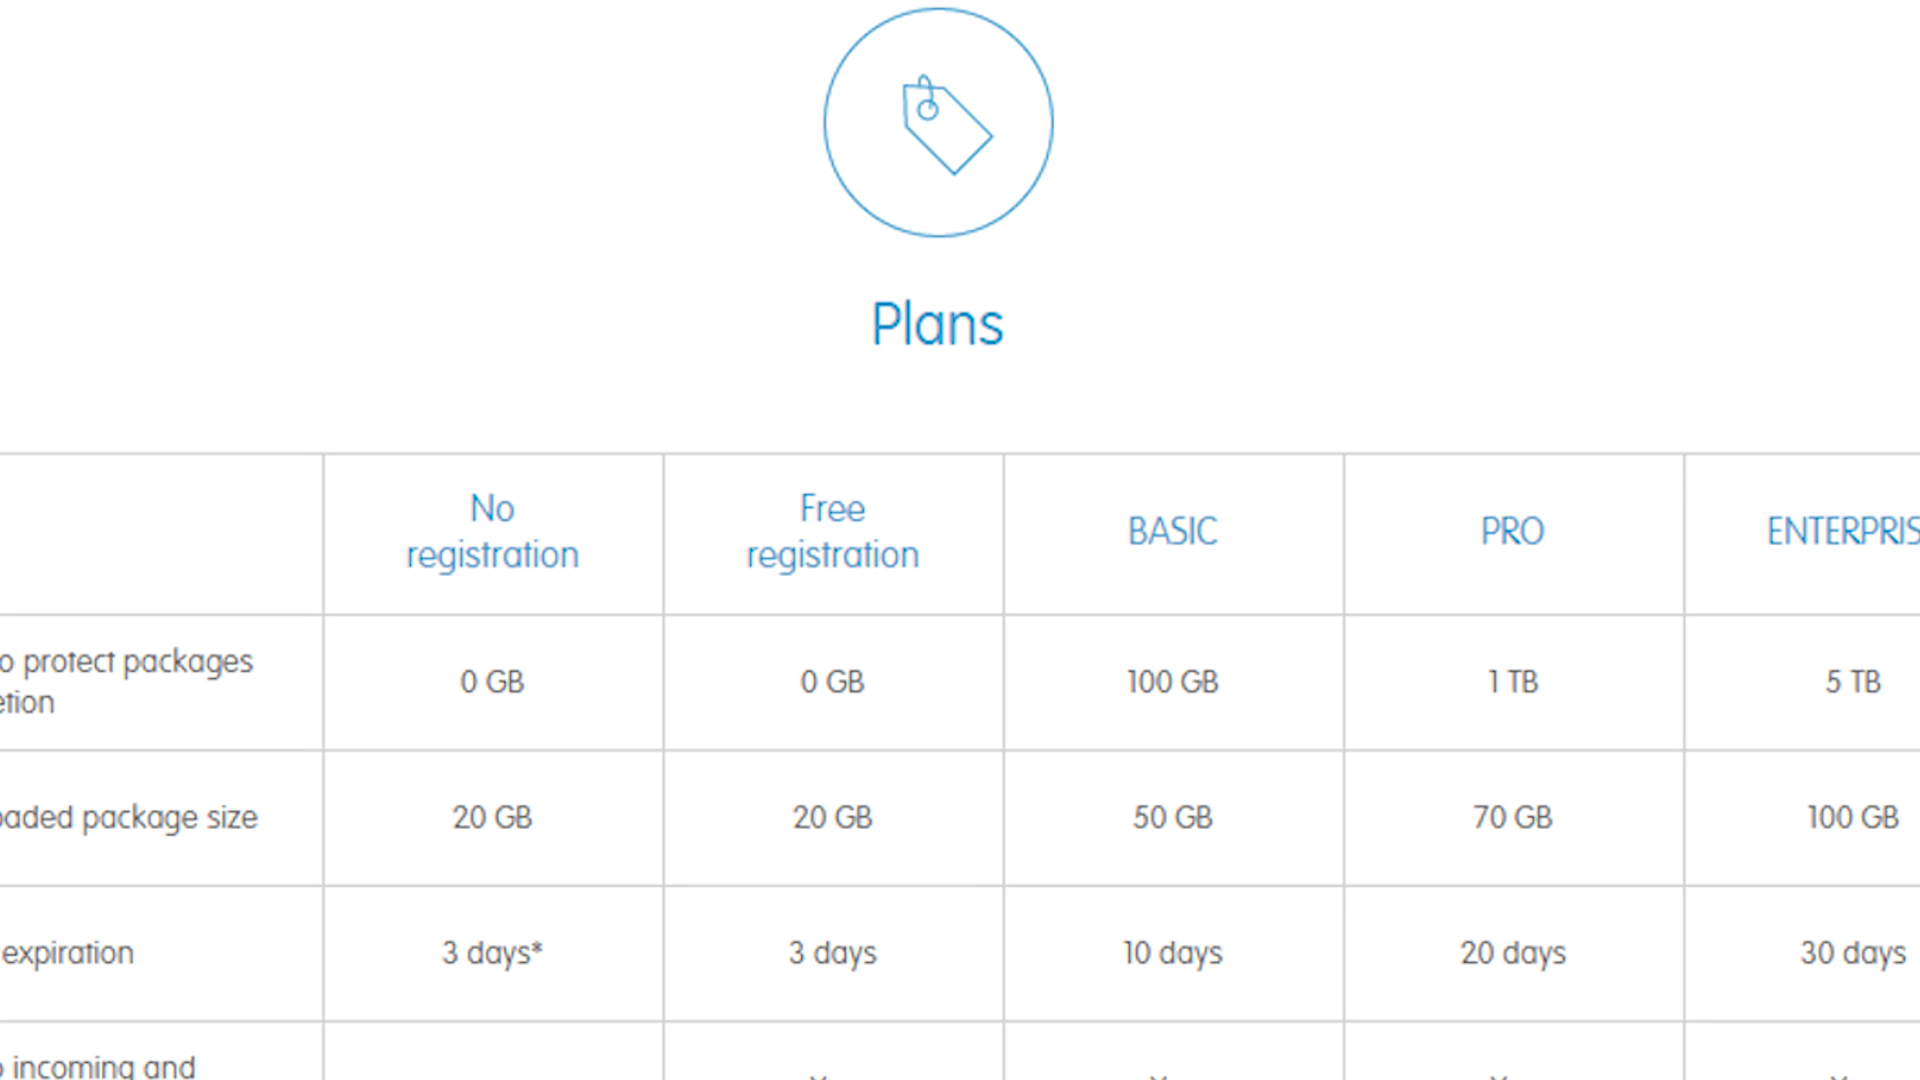 Plans
No
registration
Free
registration
BASIC
PRO
ENTERPRIS
o protect packages
etion
0 GB
0 GB
100 GB
1 TB
5 TB
oaded package size
20 GB
20 GB
50 GB
70 GB
100 GB
expiration
3 days*
3 days
10 days
20 days
30 days
incoming and